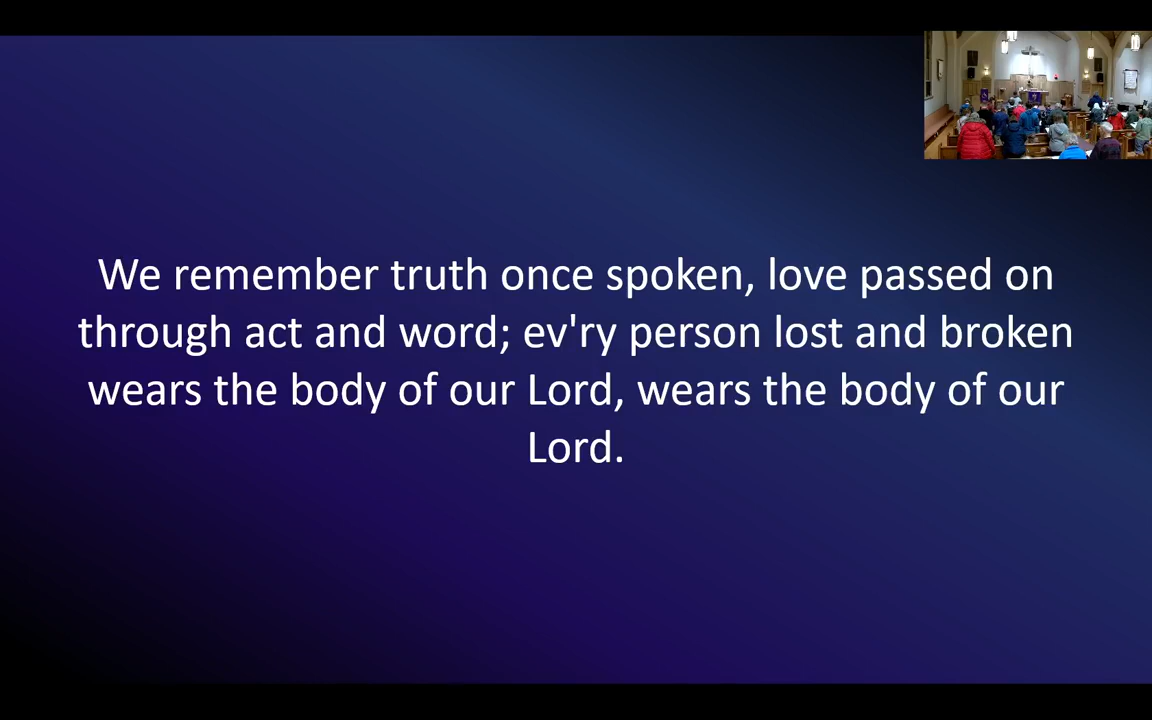 We remember truth once spoken, love passed on
through act and word; ev'ry person lost and broken
wears the body of our Lord, wears the body of our
Lord.